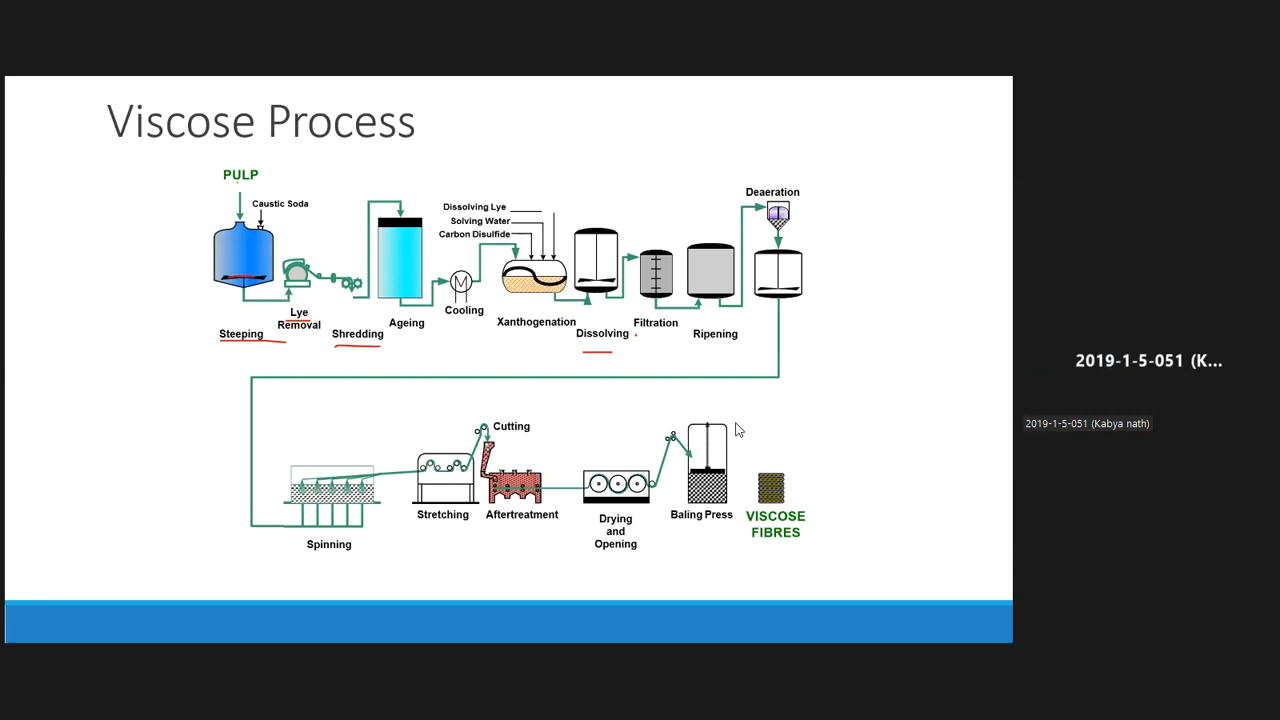 Viscose Process
PULP
Caustic Soda
Deaeration
Dissolving Lye
Solving Water
Carbon Disulfide
Cooling
Lye
Removal
Steeping
Shredding
Ageing
Xanthogenation
Dissolving
Filtration
Ripening
Cutting
Spinning
Stretching
Aftertreatment
Drying
and
Opening
Baling Press
VISCOSE
FIBRES
2019-1-5-051 (K...
2019-1-5-051 (Kabya nath)
M